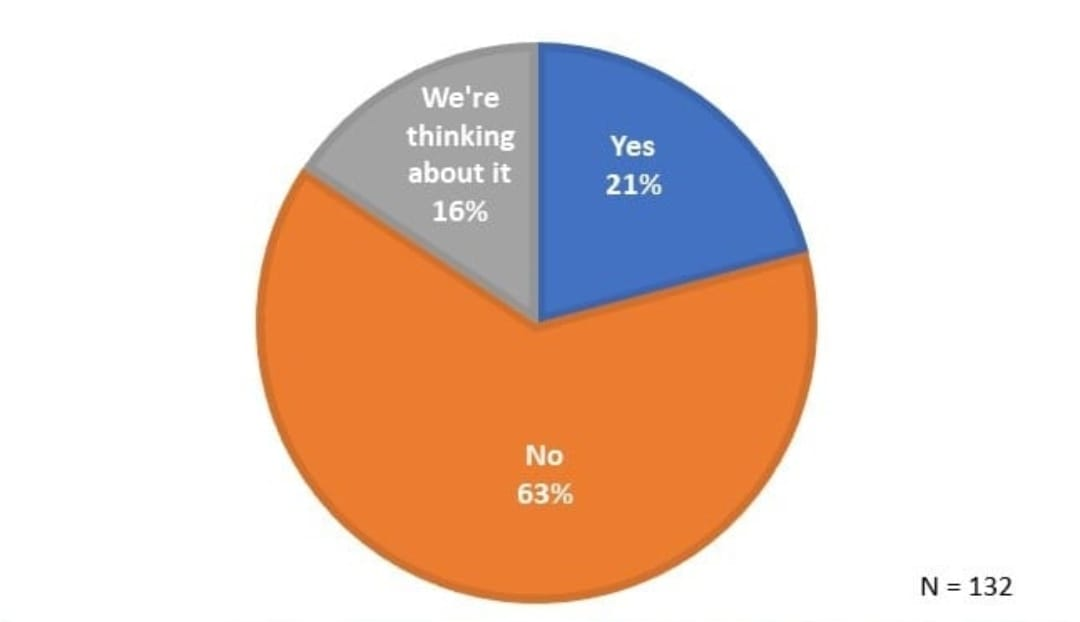 We're
thinking
about it
16%
Yes
21%
No
63%
N = 132